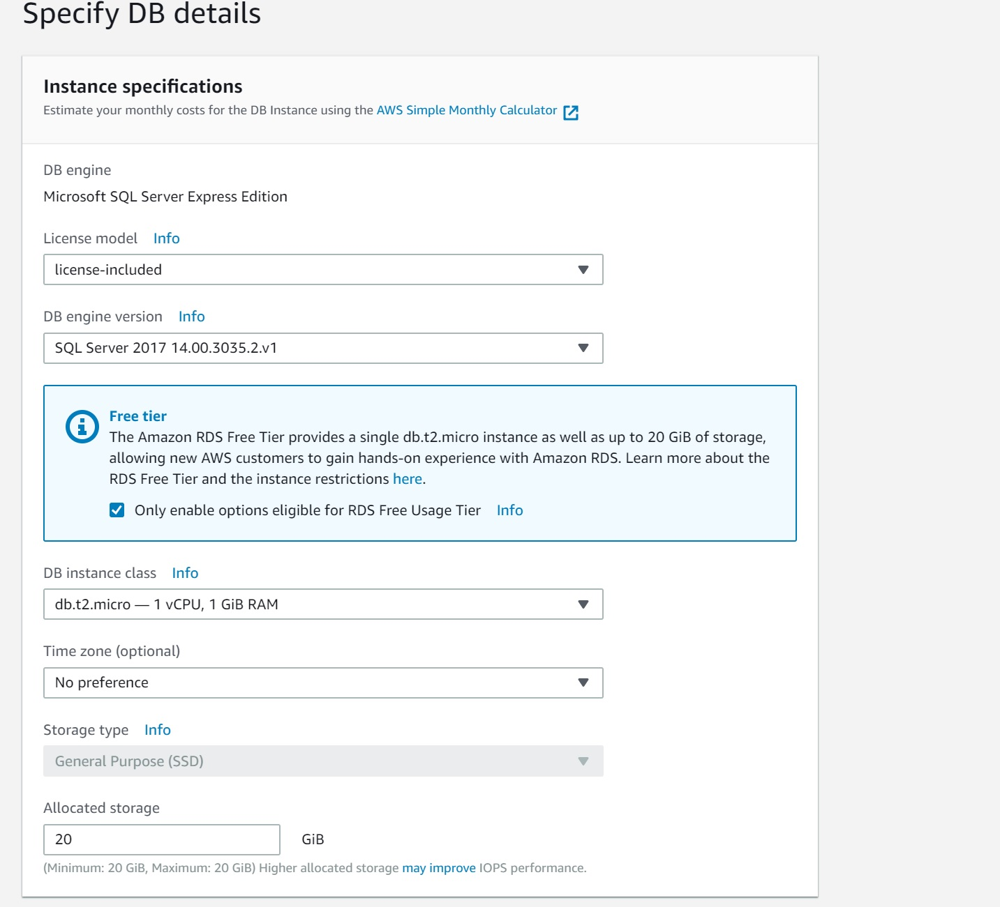 Specify DB details
Instance specifications
Estimate your monthly costs for the DB Instance using the AWS Simple Monthly Calculator
DB engine
Microsoft SQL Server Express Edition
License model Info
license-included
DB engine version Info
SQL Server 2017 14.00.3035.2.v1
Free tier
The Amazon RDS Free Tier provides a single db.t2.micro instance as well as up to 20 GiB of storage,
allowing new AWS customers to gain hands-on experience with Amazon RDS. Learn more about the
RDS Free Tier and the instance restrictions here.
Only enable options eligible for RDS Free Usage Tier Info
DB instance class Info
db.t2.micro — 1 vCPU, 1 GiB RAM
Time zone (optional)
No preference
Storage type Info
General Purpose (SSD)
Allocated storage
20 GiB
(Minimum: 20 GiB, Maximum: 20 GiB) Higher allocated storage may improve IOPS performance.